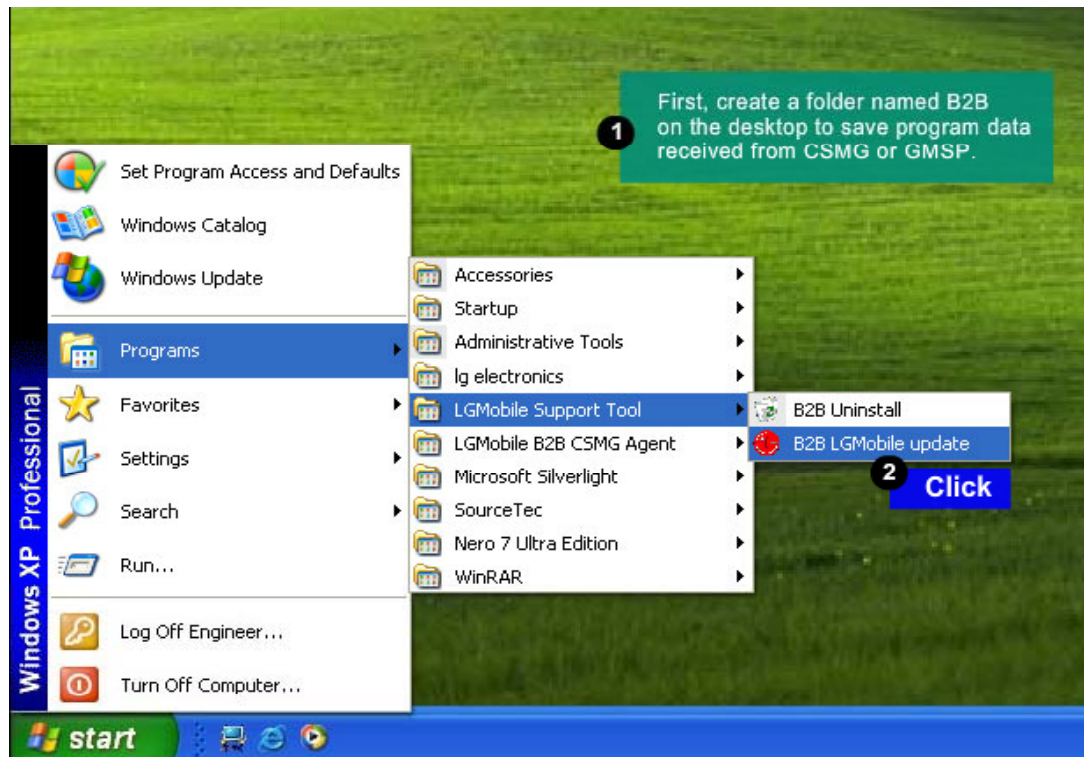 1
First, create a folder named B2B
on the desktop to save program data
received from CSMG or GMSP.
Windows XP Professional
Set Program Access and Defaults
Windows Catalog
Windows Update
Programs
Favorites
Settings
Search
Run...
Log Off Engineer...
Turn Off Computer...
Accessories
Startup
Administrative Tools
lg electronics
LGMobile Support Tool
LGMobile B2B CSMG Agent
Microsoft Silverlight
SourceTec
Nero 7 Ultra Edition
WinRAR
B2B Uninstall
B2B LGMobile update
2
Click
start